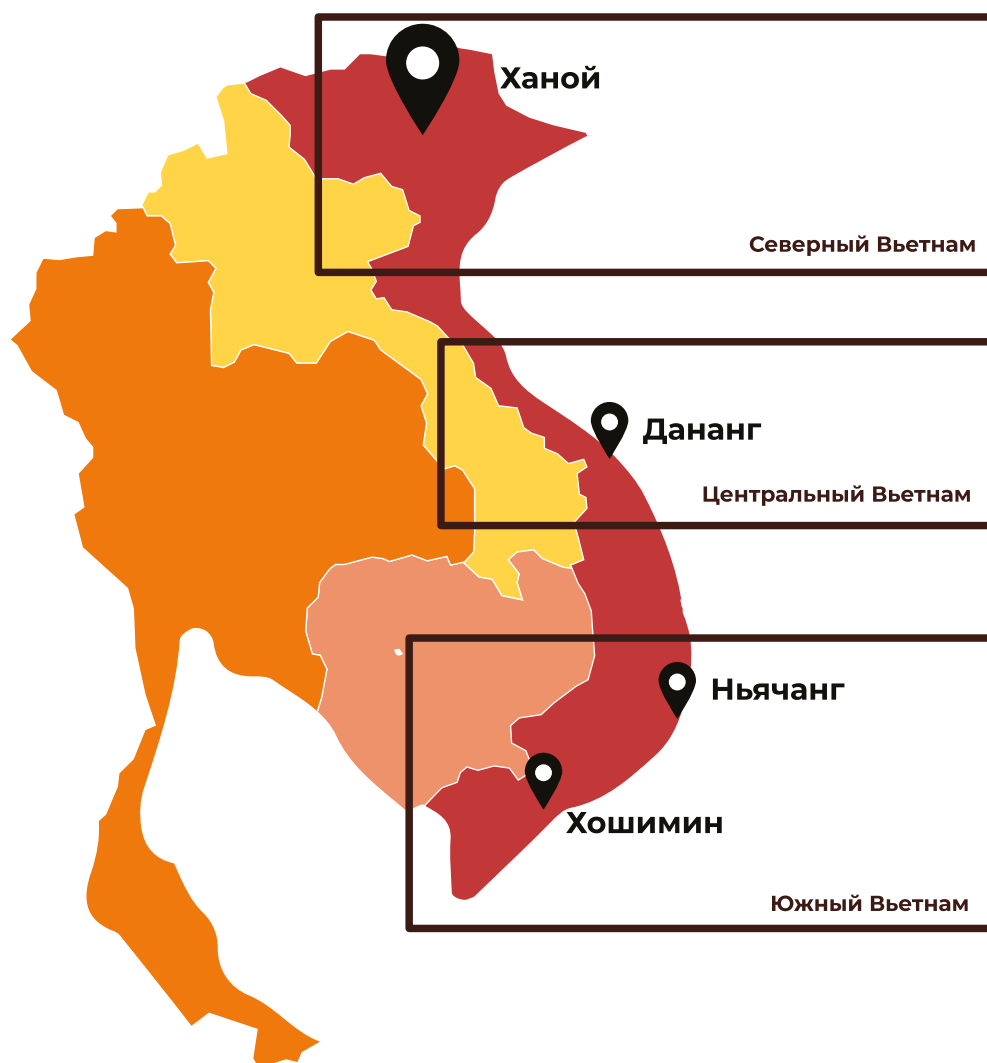 Ханой
Северный Вьетнам
Дананг
Центральный Вьетнам
Ньячанг
Хошимин
Южный Вьетнам